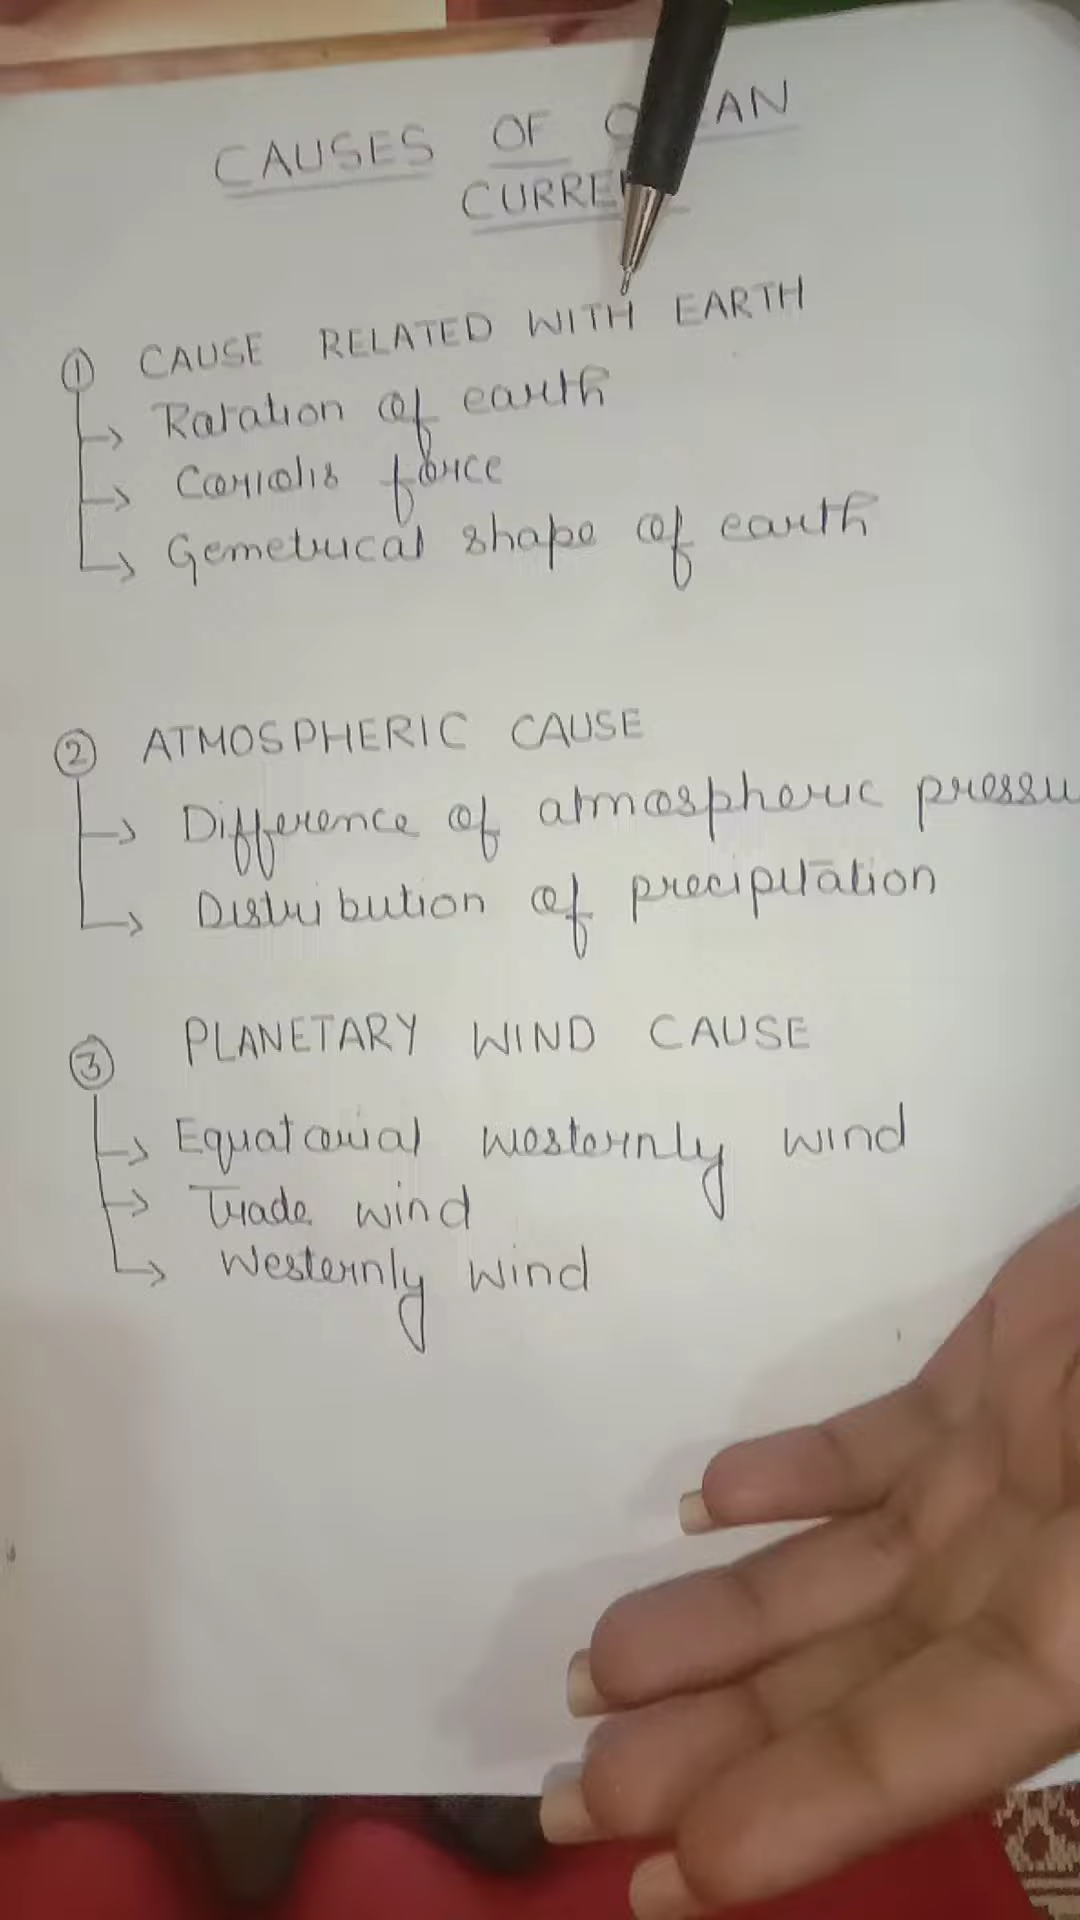 CAUSES OF
CURRE
① CAUSE RELATED WITH EARTH
Rotation of earth
Coriolis force
Gemetrical shape of earth
② ATMOSPHERIC CAUSE
Difference of atmospheric pressu
Distribution of precipitation
③ PLANETARY WIND CAUSE
Equatorial westernly wind
Trade wind
Westernly wind